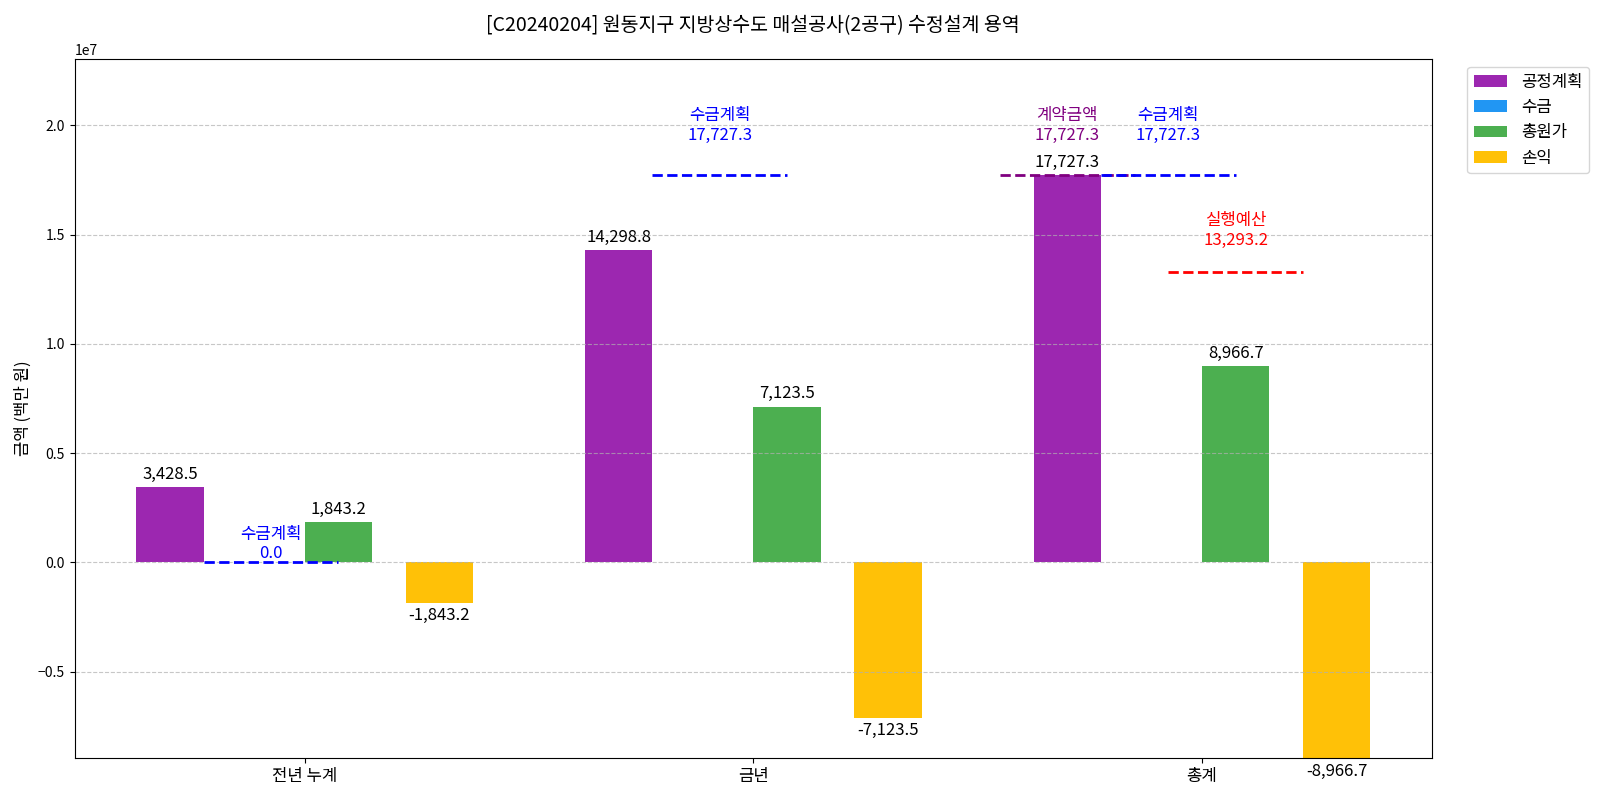 [C20240204] 원동지구 지방상수도 매설공사(2공구) 수정설계 용역
1e7
공정계획
수금
총원가
손익
금액 (백만 원)
2.0
1.5
1.0
0.5
0.0
−0.5
수금계획
17,727.3
계약금액
17,727.3
수금계획
17,727.3
17,727.3
실행예산
13,293.2
14,298.8
8,966.7
7,123.5
3,428.5
1,843.2
수금계획
0.0
-1,843.2
-7,123.5
-8,966.7
전년 누계
금년
총계